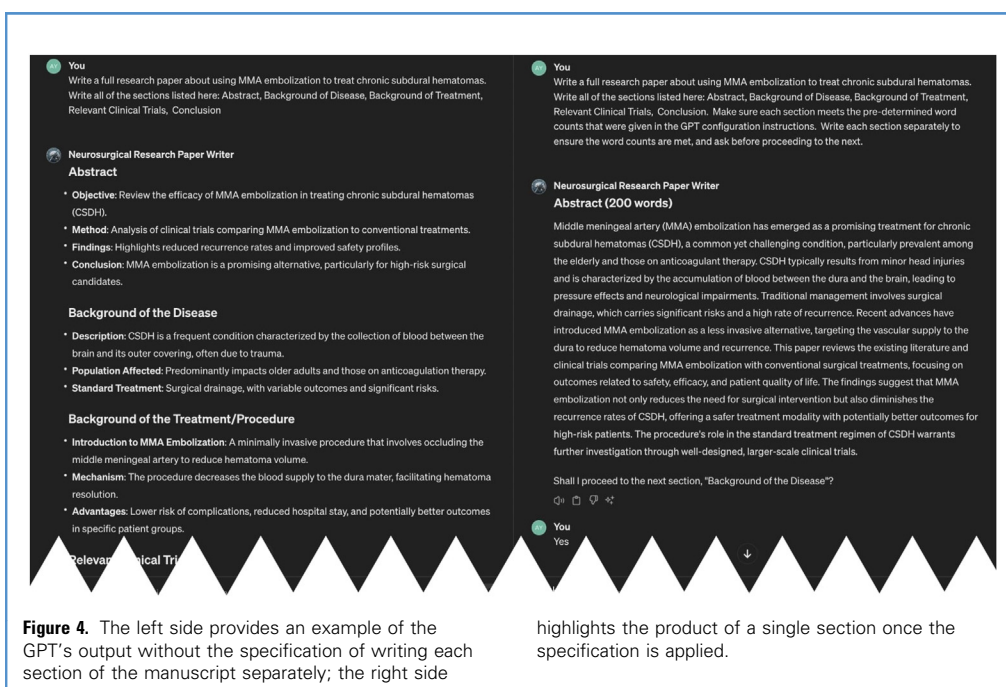 You
Write a full research paper about using MMA embolization to treat chronic subdural hematomas.
Write all of the sections listed here: Abstract, Background of Disease, Background of Treatment,
Relevant Clinical Trials, Conclusion
Neurosurgical Research Paper Writer
Abstract
• Objective: Review the efficacy of MMA embolization in treating chronic subdural hematomas
(CSDH).
• Method: Analysis of clinical trials comparing MMA embolization to conventional treatments.
• Findings: Highlights reduced recurrence rates and improved safety profiles.
• Conclusion: MMA embolization is a promising alternative, particularly for high-risk surgical
candidates.
Background of the Disease
• Description: CSDH is a frequent condition characterized by the collection of blood between the
brain and its outer covering, often due to trauma.
• Population Affected: Predominantly impacts older adults and those on anticoagulation therapy.
• Standard Treatment: Surgical drainage, with variable outcomes and significant risks.
Background of the Treatment/Procedure
• Introduction to MMA Embolization: A minimally invasive procedure that involves occluding the
middle meningeal artery to reduce hematoma volume.
• Mechanism: The procedure decreases the blood supply to the dura mater, facilitating hematoma
resolution.
• Advantages: Lower risk of complications, reduced hospital stay, and potentially better outcomes
in specific patient groups.
You
Write a full research paper about using MMA embolization to treat chronic subdural hematomas.
Write all of the sections listed here: Abstract, Background of Disease, Background of Treatment,
Relevant Clinical Trials, Conclusion. Make sure each section meets the pre-determined word
counts that were given in the GPT configuration instructions. Write each section separately to
ensure the word counts are met, and ask before proceeding to the next.
Neurosurgical Research Paper Writer
Abstract (200 words)
Middle meningeal artery (MMA) embolization has emerged as a promising treatment for chronic
subdural hematomas (CSDH), a common yet challenging condition, particularly prevalent among
the elderly and those on anticoagulant therapy. CSDH typically results from minor head injuries
and is characterized by the accumulation of blood between the dura and the brain, leading to
pressure effects and neurological impairments. Traditional management involves surgical
drainage, which carries significant risks and a high rate of recurrence. Recent advances have
introduced MMA embolization as a less invasive alternative, targeting the vascular supply to the
dura to reduce hematoma volume and recurrence. This paper reviews the existing literature and
clinical trials comparing MMA embolization with conventional surgical treatments, focusing on
outcomes related to safety, efficacy, and patient quality of life. The findings suggest that MMA
embolization not only reduces the need for surgical intervention but also diminishes the
recurrence rates of CSDH, offering a safer treatment modality with potentially better outcomes for
high-risk patients. The procedure's role in the standard treatment regimen of CSDH warrants
further investigation through well-designed, larger-scale clinical trials.
Shall I proceed to the next section, "Background of the Disease"?
You
Yes
Figure 4. The left side provides an example of the
GPT's output without the specification of writing each
section of the manuscript separately; the right side
highlights the product of a single section once the
specification is applied.